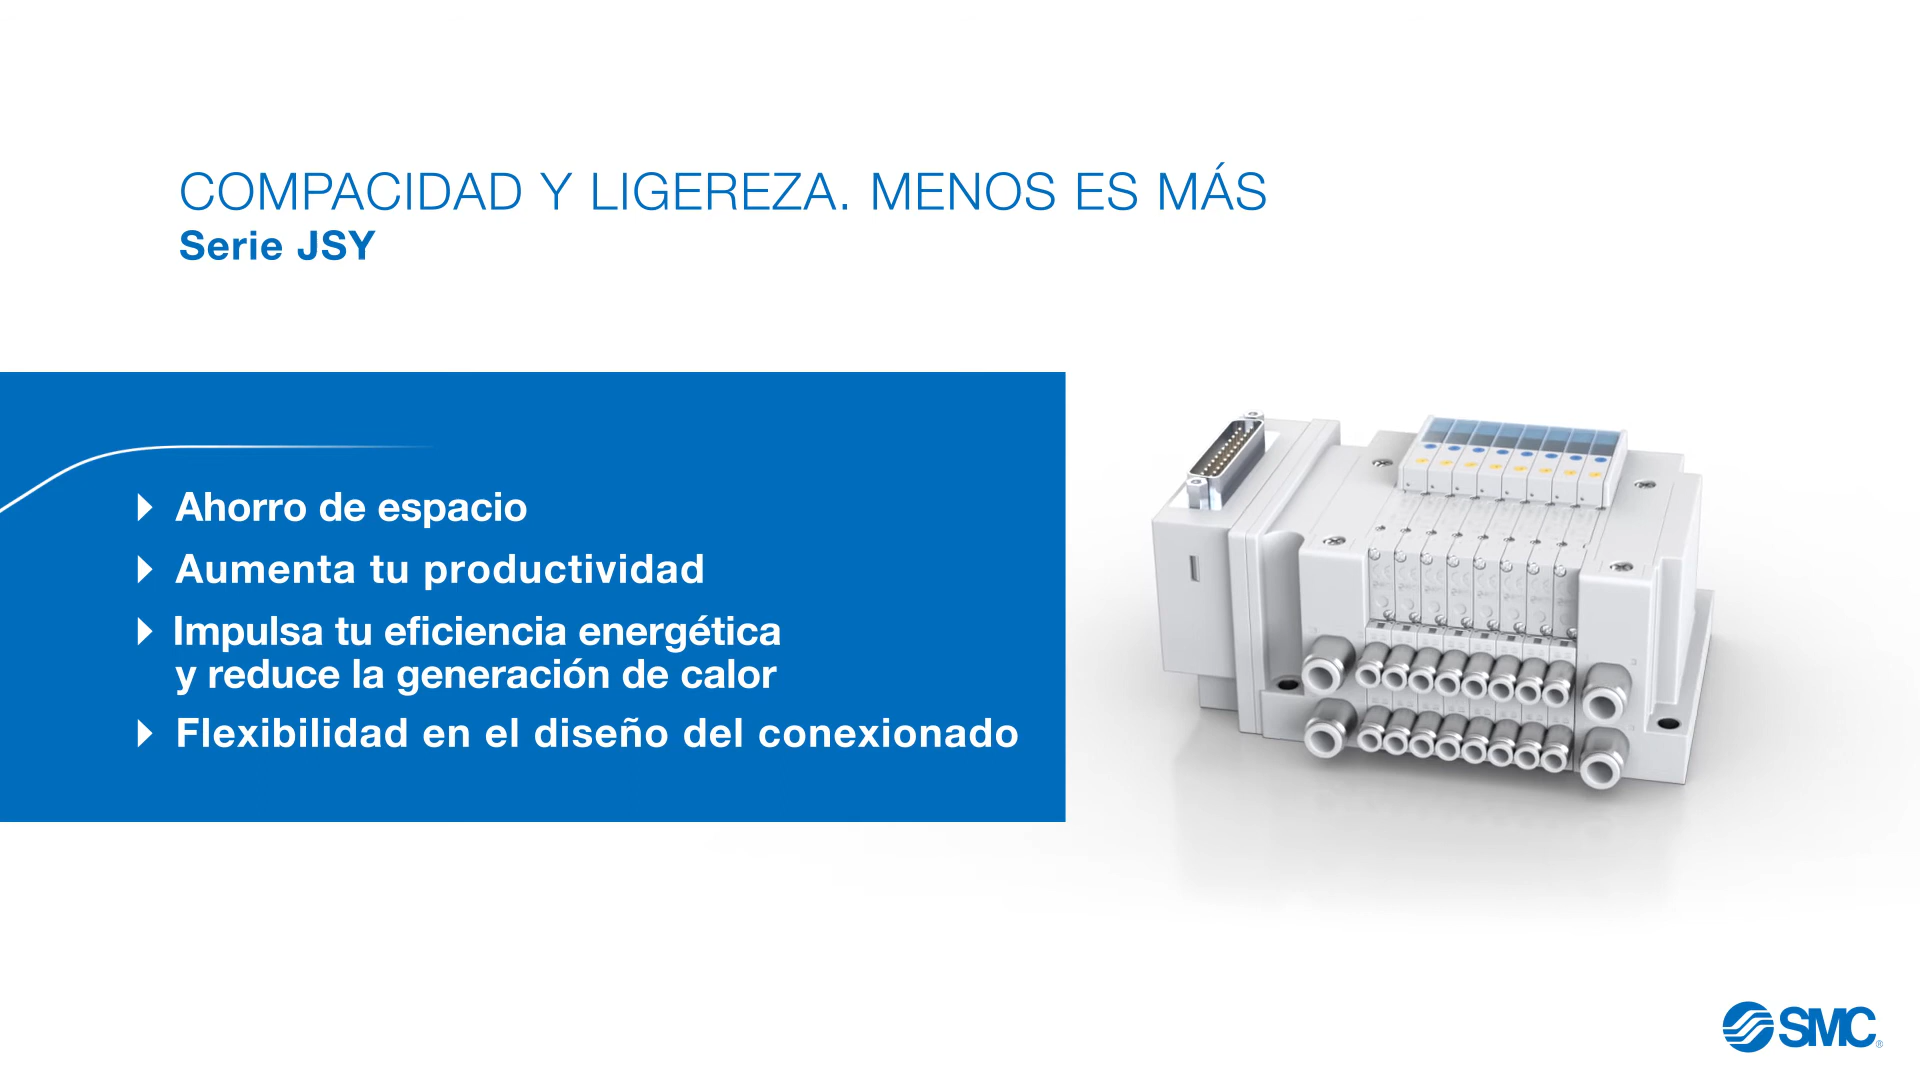 COMPACIDAD Y LIGEREZA. MENOS ES MÁS
Serie JSY
Ahorro de espacio
Aumenta tu productividad
Impulsa tu eficiencia energética
y reduce la generación de calor
Flexibilidad en el diseño del conexionado
SMC®